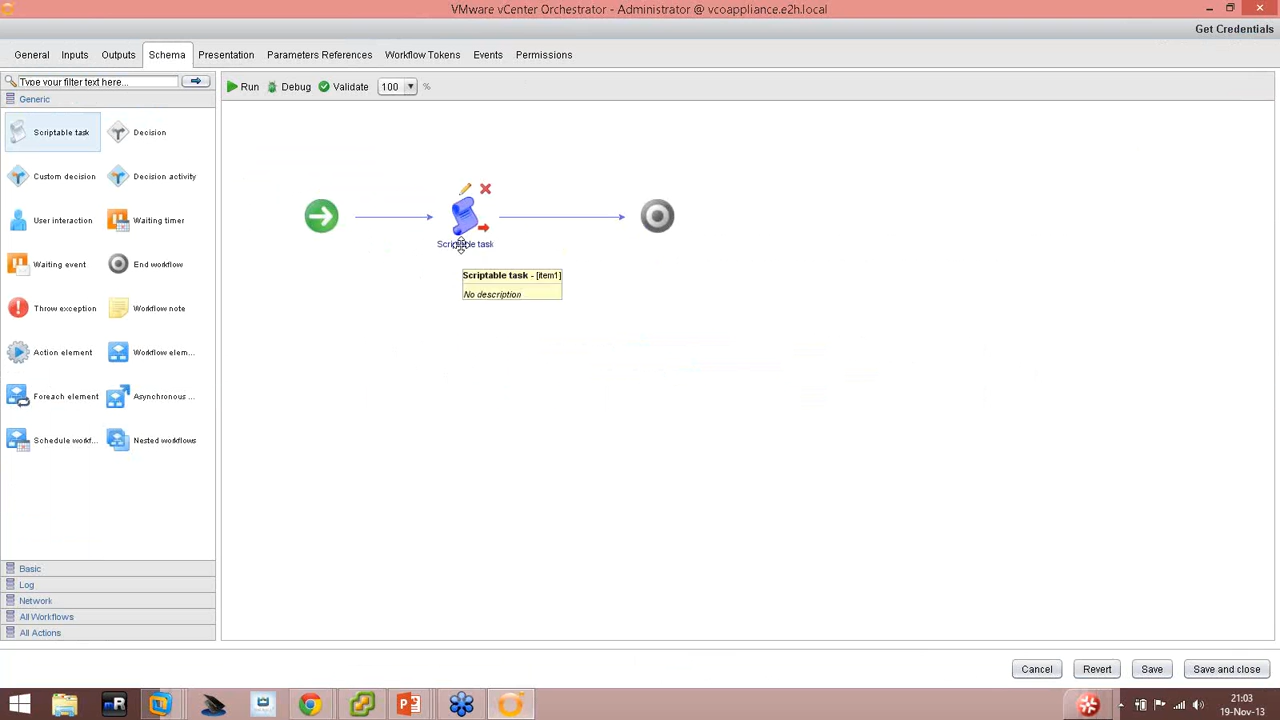 VMware vCenter Orchestrator - Administrator @ vcoappliance.e2h.local
Get Credentials
General Inputs Outputs Schema Presentation Parameters References Workflow Tokens Events Permissions
Type your filter text here...
Run Debug Validate 100 %
Generic
Scriptable task Decision
Custom decision Decision activity
User interaction Waiting timer
Waiting event End workflow
Throw exception Workflow note
Action element Workflow elem...
Foreach element Asynchronous ...
Schedule workf... Nested workflows
Scriptable task
Scriptable task - [item1]
No description
Basic
Log
Network
All Workflows
All Actions
Cancel Revert Save Save and close
21:03
19-Nov-13